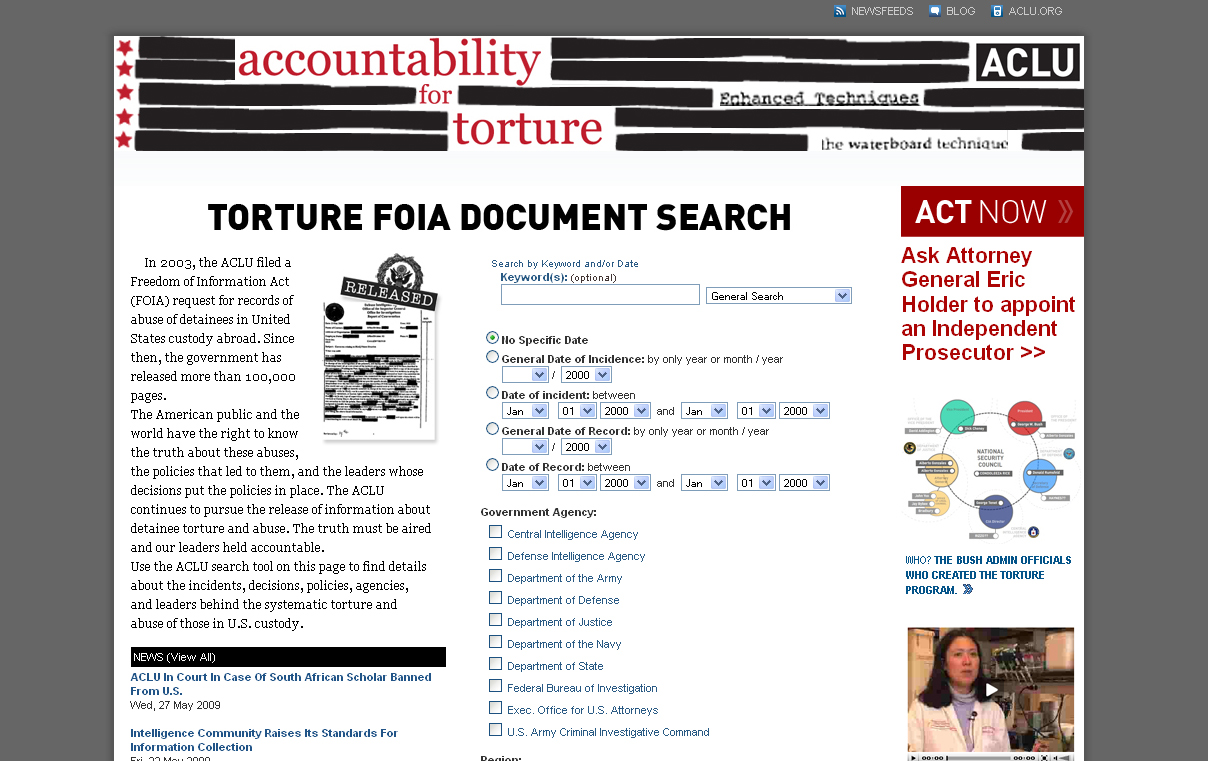 NEWSFEEDS BLOG ACLU.ORG
accountability
for
torture
ACLU
Enhanced Techniques
the waterboard technique
TORTURE FOIA DOCUMENT SEARCH
In 2003, the ACLU filed a
Freedom of Information Act
(FOIA) request for records of
abuse of detainees in United
States custody abroad. Since
then, the government has
released more than 100,000
pages.
The American public and the
world have the right to know
the truth about these abuses,
the policies that led to them and the leaders whose
decisions put the policies in place. The ACLU
continues to seek the release of information about
detainee torture and abuse. The truth must be aired
and our leaders held accountable.
Use the ACLU search tool on this page to find details
about the incidents, decisions, policies, agencies,
and leaders behind the systematic torture and
abuse of those in U.S. custody.
RELEASED
NEWS (View All)
ACLU In Court In Case Of South African Scholar Banned
From U.S.
Wed, 27 May 2009
Intelligence Community Raises Its Standards For
Information Collection
Fri, 22 May 2009
Search by Keyword and/or Date
Keyword(s): (optional)
General Search
No Specific Date
General Date of Incidence: by only year or month / year
/ 2000
Date of incident: between
Jan 01 2000 and Jan 01 2000
General Date of Record: by only year or month / year
/ 2000
Date of Record: between
Jan 01 2000 and Jan 01 2000
Government Agency:
Central Intelligence Agency
Defense Intelligence Agency
Department of the Army
Department of Defense
Department of Justice
Department of the Navy
Department of State
Federal Bureau of Investigation
Exec. Office for U.S. Attorneys
U.S. Army Criminal Investigative Command
Region:
ACT NOW »
Ask Attorney
General Eric
Holder to appoint
an Independent
Prosecutor >>
President
George W. Bush
Dick Cheney
NATIONAL
SECURITY
COUNCIL
CONDOLEEZZA RICE
Alberto Gonzales
Donald Rumsfeld
George Tenet
WHO? THE BUSH ADMIN OFFICIALS
WHO CREATED THE TORTURE
PROGRAM. »
00:00 00:00